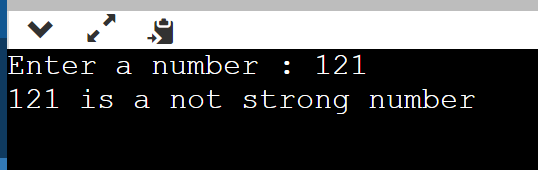 Enter a number : 121
121 is a not strong number